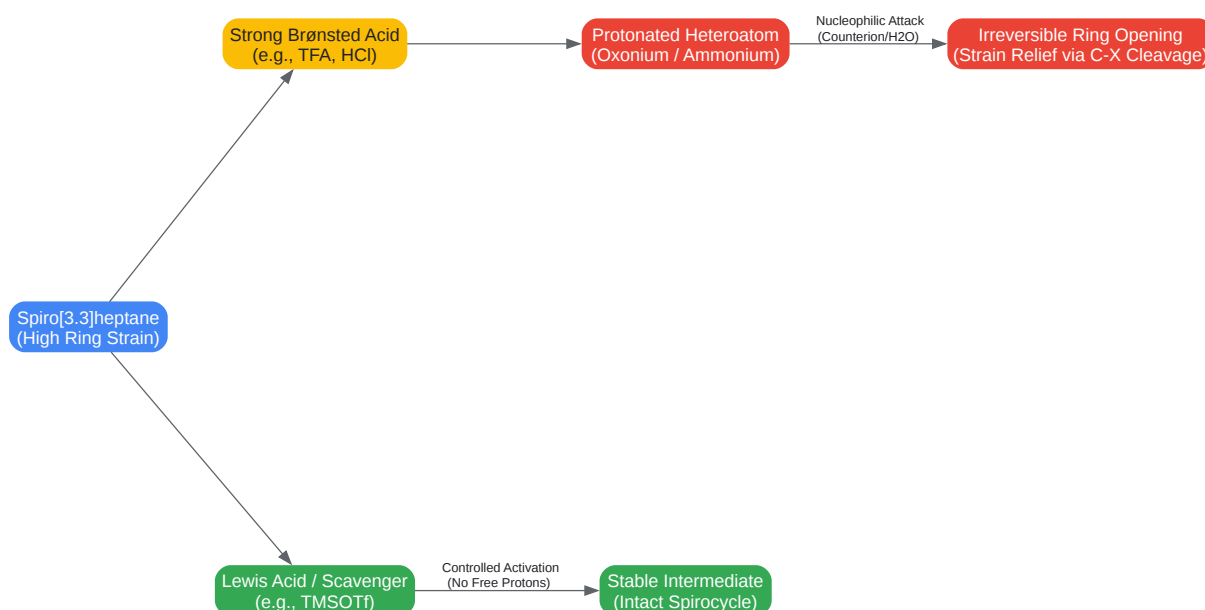 Strong Brønsted Acid
(e.g., TFA, HCl)
Protonated Heteroatom
(Oxonium / Ammonium)
Nucleophilic Attack
(Counterion/H2O)
Irreversible Ring Opening
(Strain Relief via C-X Cleavage)
Spiro[3.3]heptane
(High Ring Strain)
Lewis Acid / Scavenger
(e.g., TMSOTf)
Controlled Activation
(No Free Protons)
Stable Intermediate
(Intact Spirocycle)